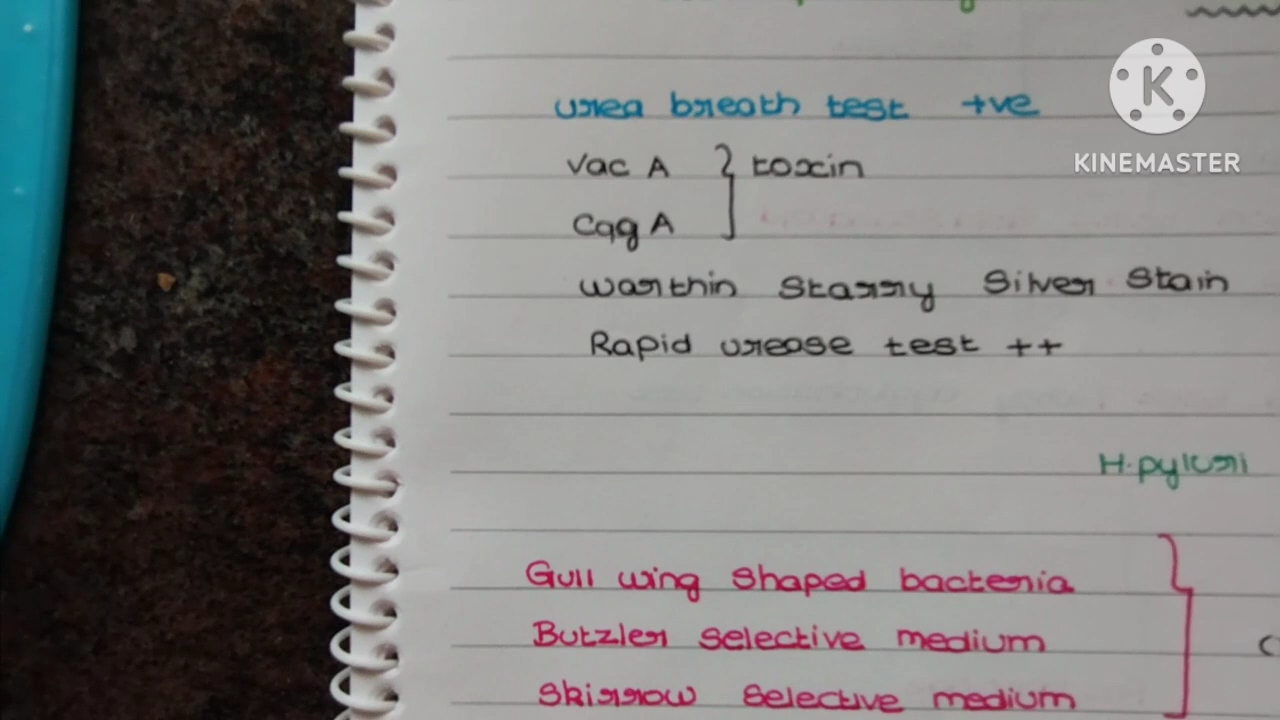 urea breath test +ve
Vac A } toxin
Cag A
KINEMASTER
warthin Starry Silver Stain
Rapid urease test ++
H.pylori
Gull wing shaped bacteria
Butzler selective medium
Skirrow selective medium